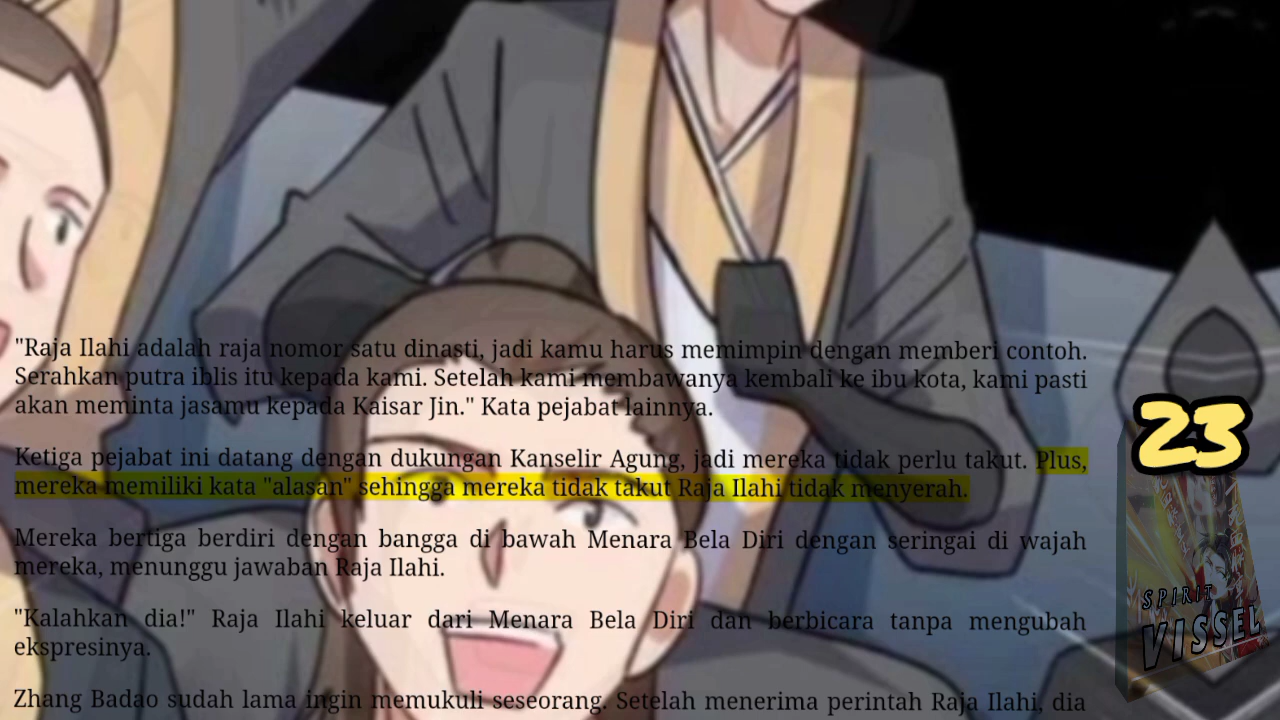 "Raja Ilahi adalah raja nomor satu dinasti, jadi kamu harus memimpin dengan memberi contoh.
Serahkan putra iblis itu kepada kami. Setelah kami membawanya kembali ke ibu kota, kami pasti
akan meminta jasamu kepada Kaisar Jin." Kata pejabat lainnya.
Ketiga pejabat ini datang dengan dukungan Kanselir Agung, jadi mereka tidak perlu takut. Plus,
mereka memiliki kata "alasan" sehingga mereka tidak takut Raja Ilahi tidak menyerah.
Mereka bertiga berdiri dengan bangga di bawah Menara Bela Diri dengan seringai di wajah
mereka, menunggu jawaban Raja Ilahi.
"Kalahkan dia!" Raja Ilahi keluar dari Menara Bela Diri dan berbicara tanpa mengubah
ekspresinya.
Zhang Badao sudah lama ingin memukuli seseorang. Setelah menerima perintah Raja Ilahi, dia
23
SPIRIT
VISSEL